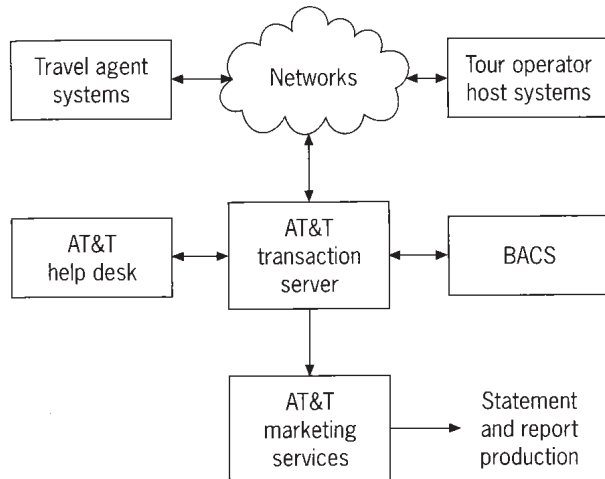 Travel agent
systems
Networks
Tour operator
host systems
AT&T
help desk
AT&T
transaction
server
BACS
AT&T
marketing
services
Statement
and report
production